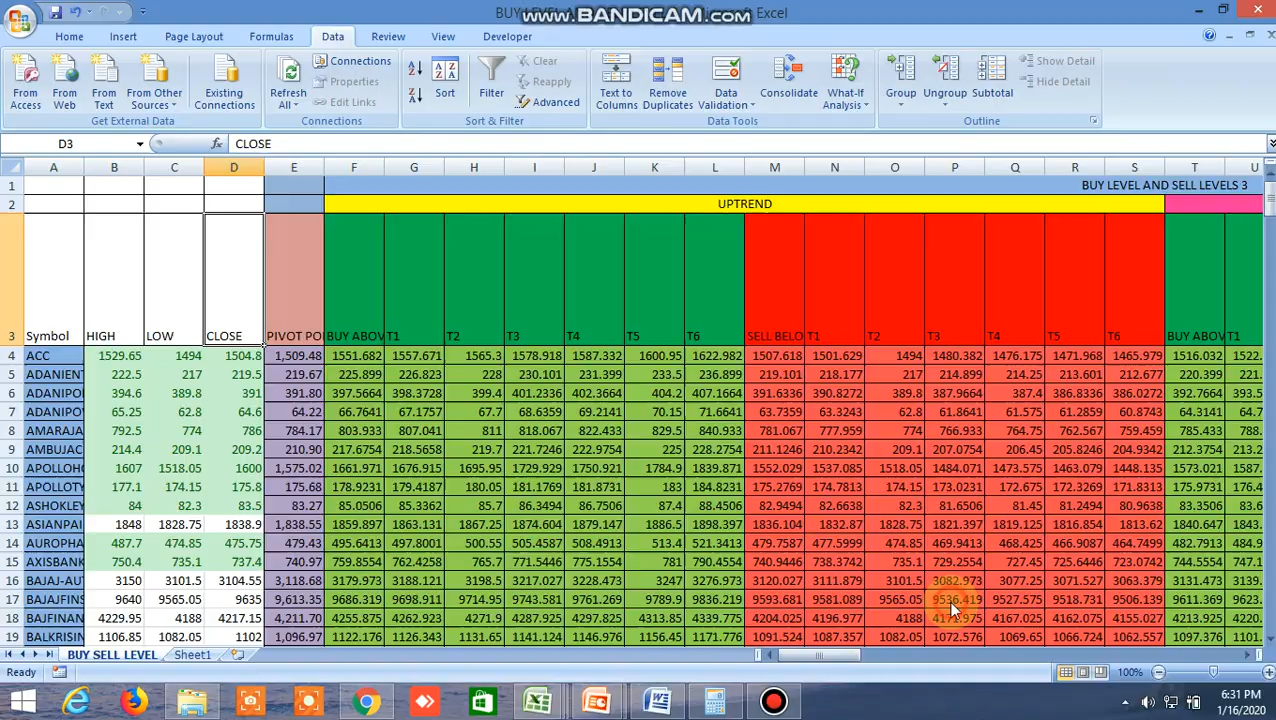 BUY LEVEL
www.BANDICAM.com
Microsoft Excel
Home Insert Page Layout Formulas Data Review View Developer
From Access
From Web
From Text
From Other Sources
Existing Connections
Refresh All
Connections
Properties
Edit Links
Sort
Filter
Clear
Reapply
Advanced
Text to Columns
Remove Duplicates
Data Validation
Consolidate
What-If Analysis
Group
Ungroup
Subtotal
Show Detail
Hide Detail
Get External Data Connections Sort & Filter Data Tools Outline
D3 fx CLOSE
A B C D E F G H I J K L M N O P Q R S T U
1 BUY LEVEL AND SELL LEVELS 3
2 UPTREND
3 Symbol HIGH LOW CLOSE PIVOT PO BUY ABOV T1 T2 T3 T4 T5 T6 SELL BELO T1 T2 T3 T4 T5 T6 BUY ABOV T1
4 ACC 1529.65 1494 1504.8 1,509.48 1551.682 1557.671 1565.3 1578.918 1587.332 1600.95 1622.982 1507.618 1501.629 1494 1480.382 1476.175 1471.968 1465.979 1516.032 1522.
5 ADANIENT 222.5 217 219.5 219.67 225.899 226.823 228 230.101 231.399 233.5 236.899 219.101 218.177 217 214.899 214.25 213.601 212.677 220.399 221.
6 ADANIPO 394.6 389.8 391 391.80 397.5664 398.3728 399.4 401.2336 402.3664 404.2 407.1664 391.6336 390.8272 389.8 387.9664 387.4 386.8336 386.0272 392.7664 393.5
7 ADANIPOV 65.25 62.8 64.6 64.22 66.7641 67.1757 67.7 68.6359 69.2141 70.15 71.6641 63.7359 63.3243 62.8 61.8641 61.575 61.2859 60.8743 64.3141 64.7
8 AMARAJA 792.5 774 786 784.17 803.933 807.041 811 818.067 822.433 829.5 840.933 781.067 777.959 774 766.933 764.75 762.567 759.459 785.433 788.
9 AMBUJAC 214.4 209.1 209.2 210.90 217.6754 218.5658 219.7 221.7246 222.9754 225 228.2754 211.1246 210.2342 209.1 207.0754 206.45 205.8246 204.9342 212.3754 213.2
10 APOLLOH 1607 1518.05 1600 1,575.02 1661.971 1676.915 1695.95 1729.929 1750.921 1784.9 1839.871 1552.029 1537.085 1518.05 1484.071 1473.575 1463.079 1448.135 1573.021 1587.
11 APOLLOTY 177.1 174.15 175.8 175.68 178.9231 179.4187 180.05 181.1769 181.8731 183 184.8231 175.2769 174.7813 174.15 173.0231 172.675 172.3269 171.8313 175.9731 176.4
12 ASHOKLEY 84 82.3 83.5 83.27 85.0506 85.3362 85.7 86.3494 86.7506 87.4 88.4506 82.9494 82.6638 82.3 81.6506 81.45 81.2494 80.9638 83.3506 83.6
13 ASIANPAI 1848 1828.75 1838.9 1,838.55 1859.897 1863.131 1867.25 1874.604 1879.147 1886.5 1898.397 1836.104 1832.87 1828.75 1821.397 1819.125 1816.854 1813.62 1840.647 1843.
14 AUROPHA 487.7 474.85 475.75 479.43 495.6413 497.8001 500.55 505.4587 508.4913 513.4 521.3413 479.7587 477.5999 474.85 469.9413 468.425 466.9087 464.7499 482.7913 484.9
15 AXISBANK 750.4 735.1 737.4 740.97 759.8554 762.4258 765.7 771.5446 775.1554 781 790.4554 740.9446 738.3742 735.1 729.2554 727.45 725.6446 723.0742 744.5554 747.1
16 BAJAJ-AUT 3150 3101.5 3104.55 3,118.68 3179.973 3188.121 3198.5 3217.027 3228.473 3247 3276.973 3120.027 3111.879 3101.5 3082.973 3077.25 3071.527 3063.379 3131.473 3139.
17 BAJAJFINS 9640 9565.05 9635 9,613.35 9686.319 9698.911 9714.95 9743.581 9761.269 9789.9 9836.219 9593.681 9581.089 9565.05 9536.419 9527.575 9518.731 9506.139 9611.369 9623.
18 BAJFINAN 4229.95 4188 4217.15 4,211.70 4255.876 4262.923 4271.9 4287.925 4297.825 4313.85 4339.775 4204.025 4196.977 4188 4171.975 4167.025 4162.075 4155.027 4213.925 4220.
19 BALKRISIN 1106.85 1082.05 1102 1,096.97 1122.176 1126.343 1131.65 1141.124 1146.976 1156.45 1171.776 1091.524 1087.357 1082.05 1072.576 1069.65 1066.724 1062.557 1097.376 1101.
BUY SELL LEVEL Sheet1
Ready 100%
6:31 PM
1/16/2020